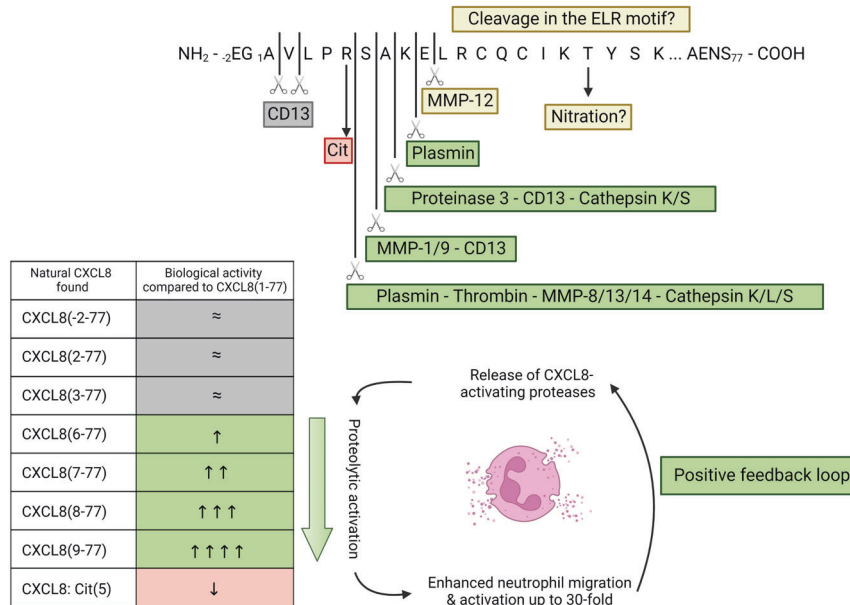 Cleavage in the ELR motif?
NH₂ - ₋₂EG ₁A V L P R S A K E L R C Q C I K T Y S K... AENS₇₇ - COOH
CD13
MMP-12
Nitration?
Cit
Plasmin
Proteinase 3 - CD13 - Cathepsin K/S
MMP-1/9 - CD13
Plasmin - Thrombin - MMP-8/13/14 - Cathepsin K/L/S
Natural CXCL8
found
Biological activity
compared to CXCL8(1-77)
CXCL8(-2-77) ≈
CXCL8(2-77) ≈
CXCL8(3-77) ≈
CXCL8(6-77) ↑
CXCL8(7-77) ↑↑
CXCL8(8-77) ↑↑↑
CXCL8(9-77) ↑↑↑↑
CXCL8: Cit(5) ↓
Release of CXCL8-
activating proteases
Proteolytic activation
Positive feedback loop
Enhanced neutrophil migration
& activation up to 30-fold